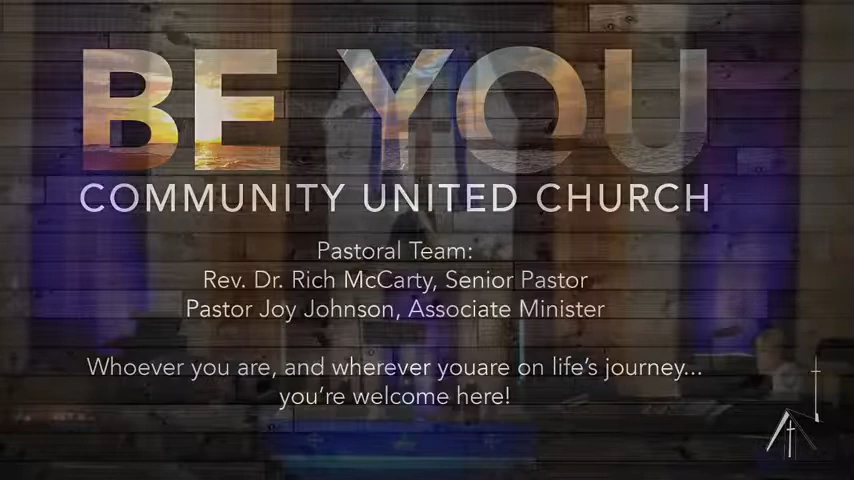 BE YOU
COMMUNITY UNITED CHURCH
Pastoral Team:
Rev. Dr. Rich McCarty, Senior Pastor
Pastor Joy Johnson, Associate Minister
Whoever you are, and wherever youare on life's journey...
you're welcome here!